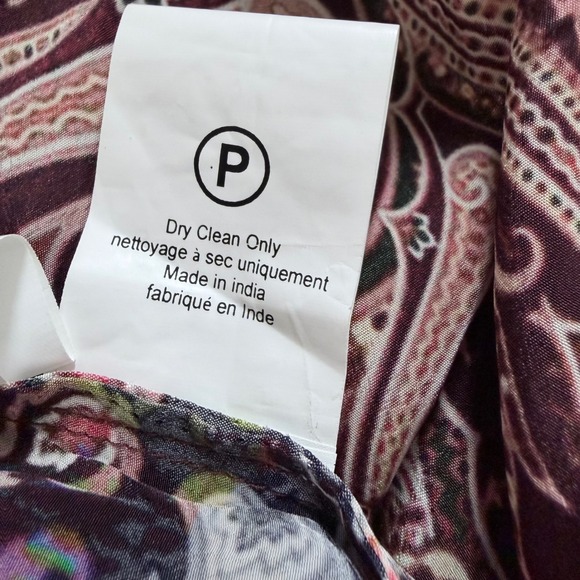 P
Dry Clean Only
nettoyage à sec uniquement
Made in india
fabriqué en Inde